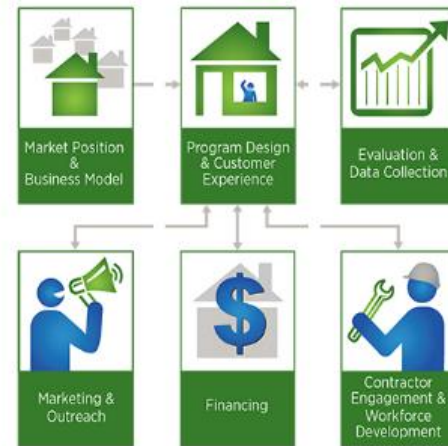 Market Position
&
Business Model
Program Design
& Customer
Experience
Evaluation &
Data Collection
Marketing &
Outreach
$
Financing
Contractor
Engagement &
Workforce
Development